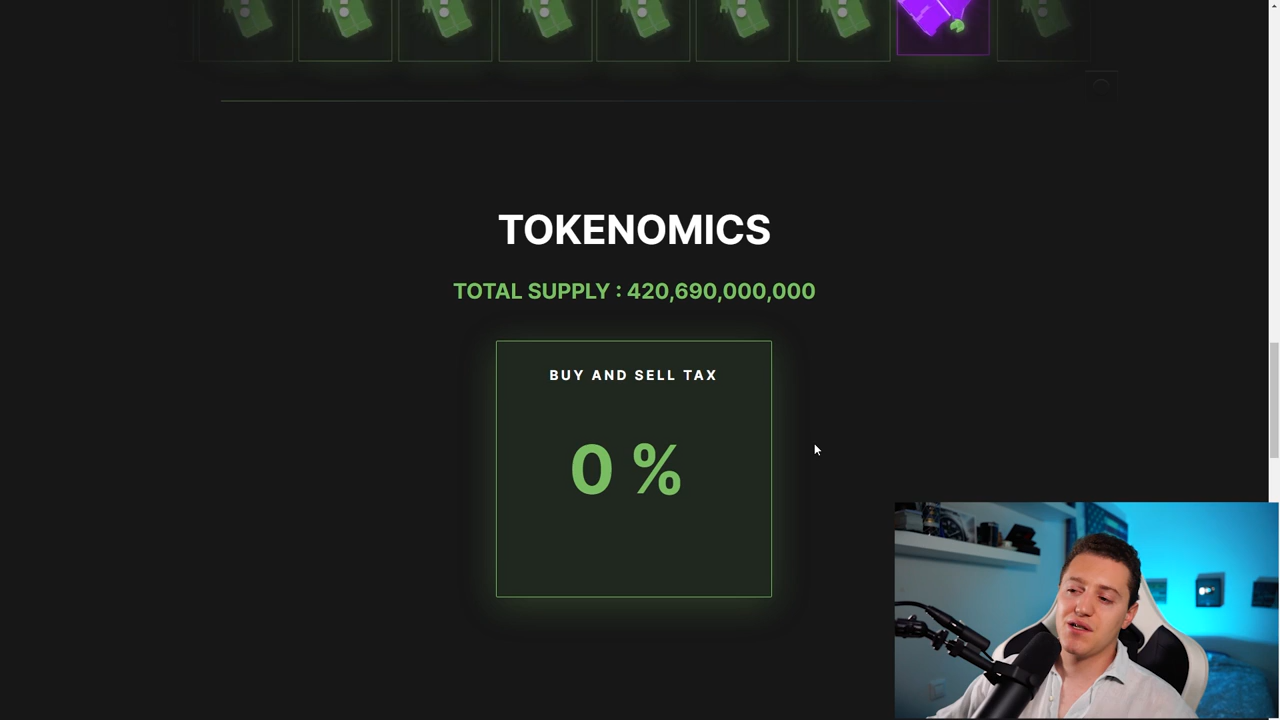 TOKENOMICS
TOTAL SUPPLY : 420,690,000,000
BUY AND SELL TAX
0 %